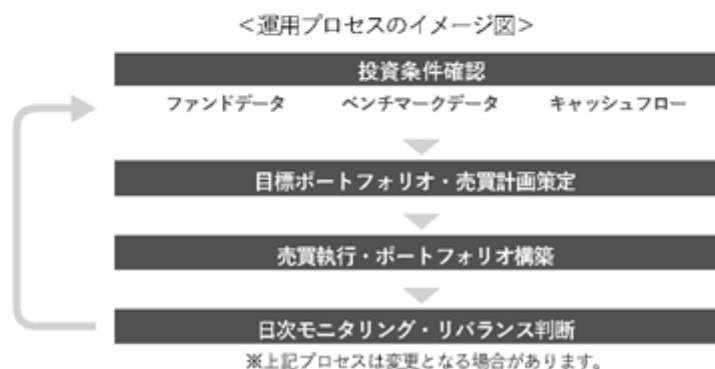 ＜運用プロセスのイメージ図＞
投資条件確認
ファンドデータ ベンチマークデータ キャッシュフロー
目標ポートフォリオ・売買計画策定
売買執行・ポートフォリオ構築
日次モニタリング・リバランス判断
※上記プロセスは変更となる場合があります。